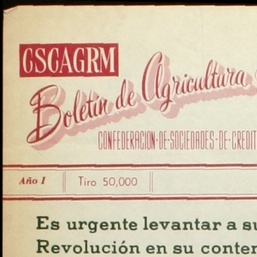 CSCAGRM
Boletín de Agricultura
CONFEDERACION·DE·SOCIEDADES·DE·CREDIT
Año I Tiro 50,000
Es urgente levantar a su
Revolución en su conten